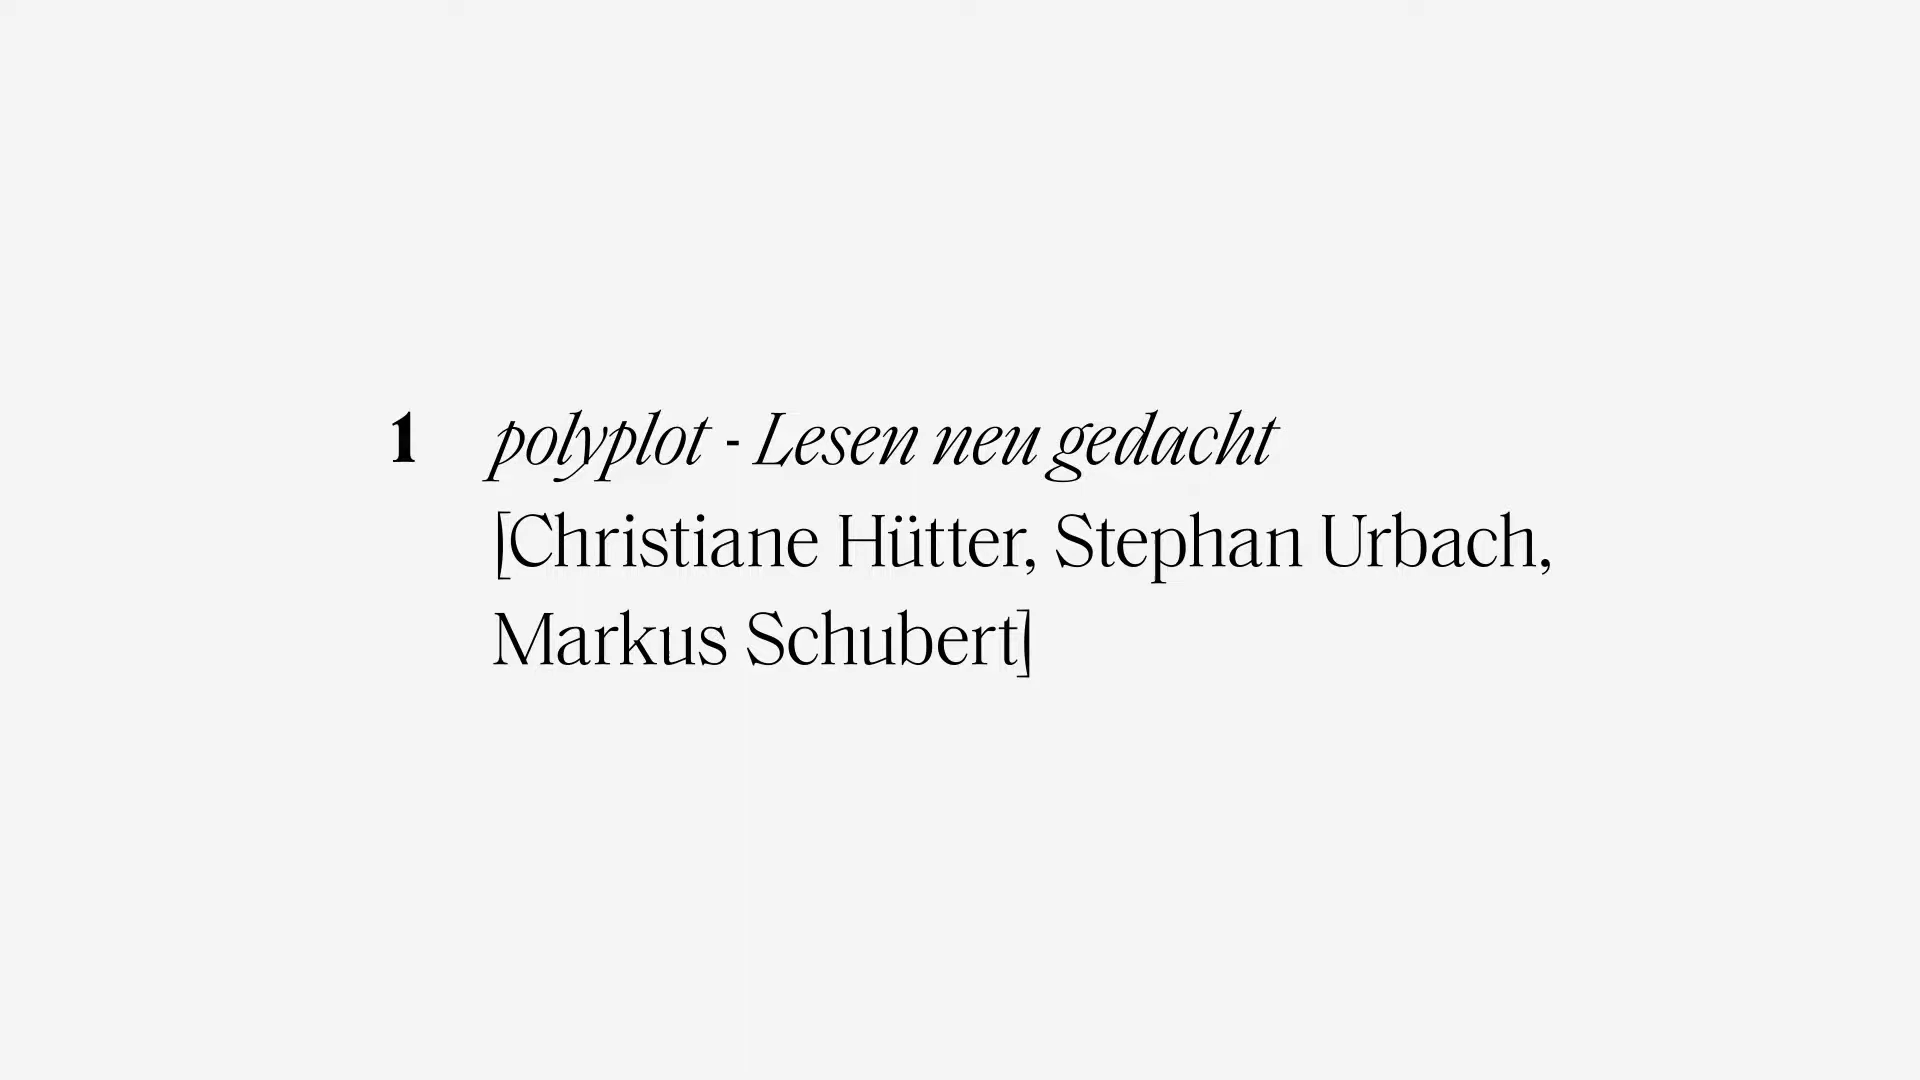 1 polyplot - Lesen neu gedacht
[Christiane Hütter, Stephan Urbach,
Markus Schubert]